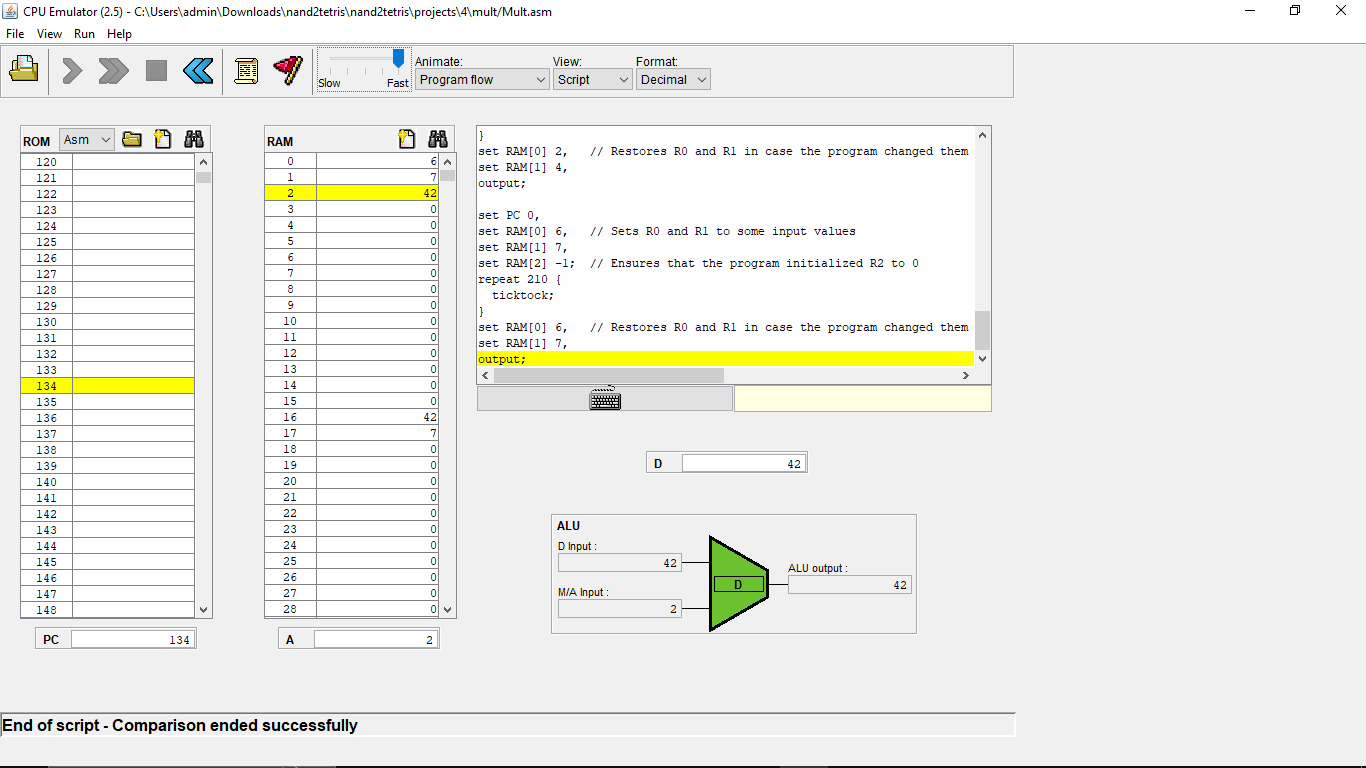 CPU Emulator (2.5) - C:\Users\admin\Downloads\nand2tetris\nand2tetris\projects\4\mult/Mult.asm
File View Run Help
Slow Fast
Animate:
Program flow
View:
Script
Format:
Decimal
ROM Asm
120
121
122
123
124
125
126
127
128
129
130
131
132
133
134
135
136
137
138
139
140
141
142
143
144
145
146
147
148
PC 134
RAM
0 6
1 7
2 42
3 0
4 0
5 0
6 0
7 0
8 0
9 0
10 0
11 0
12 0
13 0
14 0
15 0
16 42
17 7
18 0
19 0
20 0
21 0
22 0
23 0
24 0
25 0
26 0
27 0
28 0
A 2
}
set RAM[0] 2, // Restores R0 and R1 in case the program changed them
set RAM[1] 4,
output;
set PC 0,
set RAM[0] 6, // Sets R0 and R1 to some input values
set RAM[1] 7,
set RAM[2] -1; // Ensures that the program initialized R2 to 0
repeat 210 {
ticktock;
}
set RAM[0] 6, // Restores R0 and R1 in case the program changed them
set RAM[1] 7,
output;
D 42
ALU
D Input :
42
M/A Input :
2
D
ALU output :
42
End of script - Comparison ended successfully